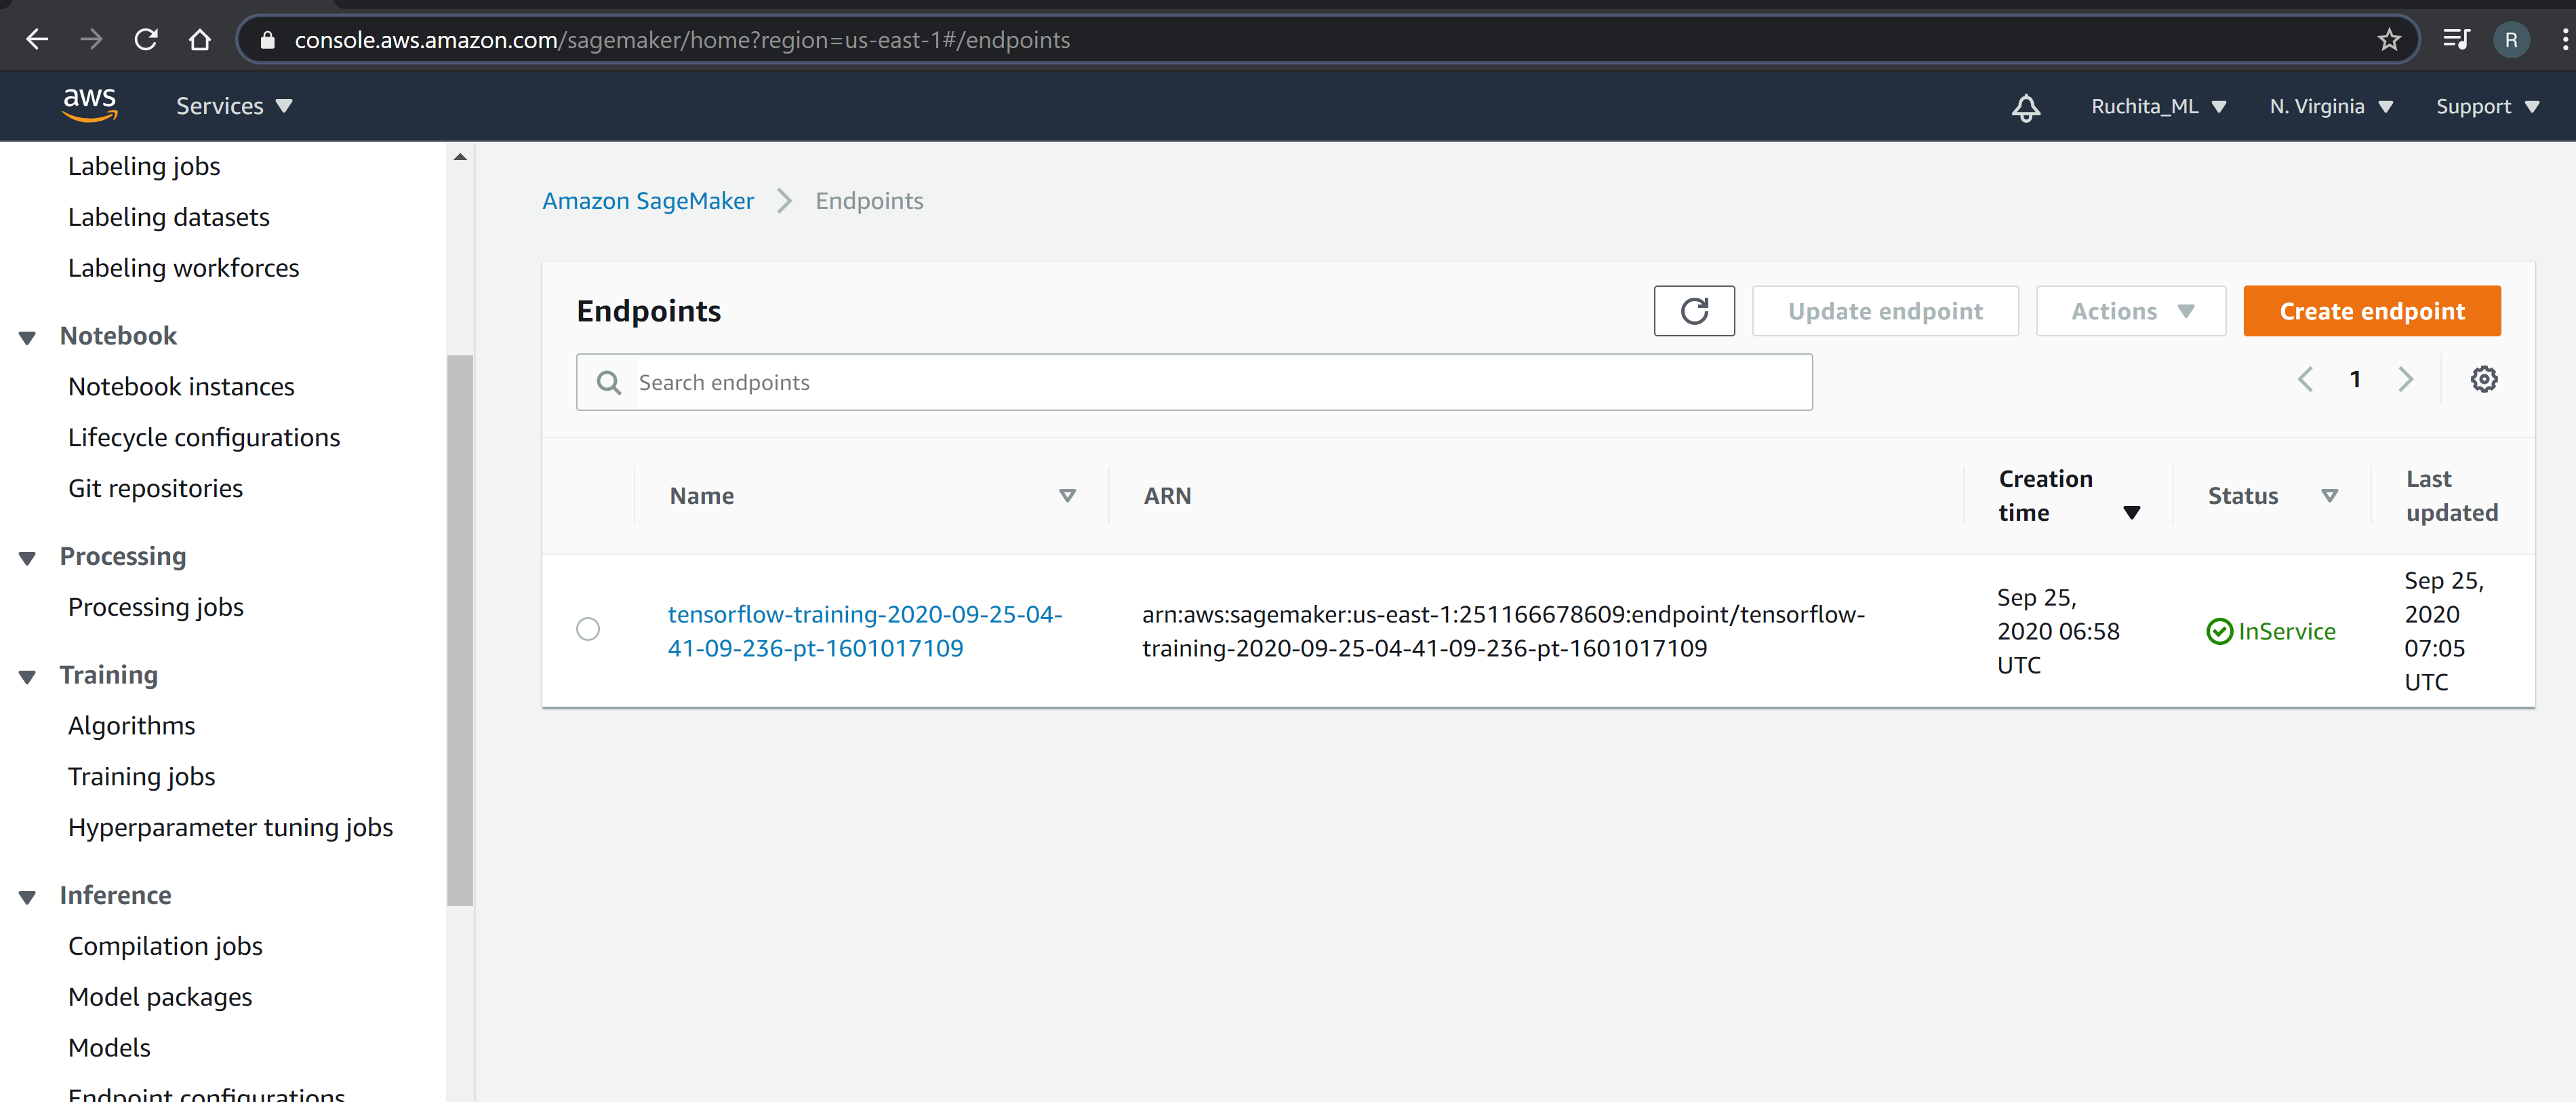 console.aws.amazon.com/sagemaker/home?region=us-east-1#/endpoints
R
aws
Services
Ruchita_ML
N. Virginia
Support
Labeling jobs
Labeling datasets
Labeling workforces
Notebook
Notebook instances
Lifecycle configurations
Git repositories
Processing
Processing jobs
Training
Algorithms
Training jobs
Hyperparameter tuning jobs
Inference
Compilation jobs
Model packages
Models
Endpoint configurations
Amazon SageMaker
Endpoints
Endpoints
Update endpoint
Actions
Create endpoint
Search endpoints
1
Name
ARN
Creation
time
Status
Last
updated
tensorflow-training-2020-09-25-04-
41-09-236-pt-1601017109
arn:aws:sagemaker:us-east-1:251166678609:endpoint/tensorflow-
training-2020-09-25-04-41-09-236-pt-1601017109
Sep 25,
2020 06:58
UTC
InService
Sep 25,
2020
07:05
UTC